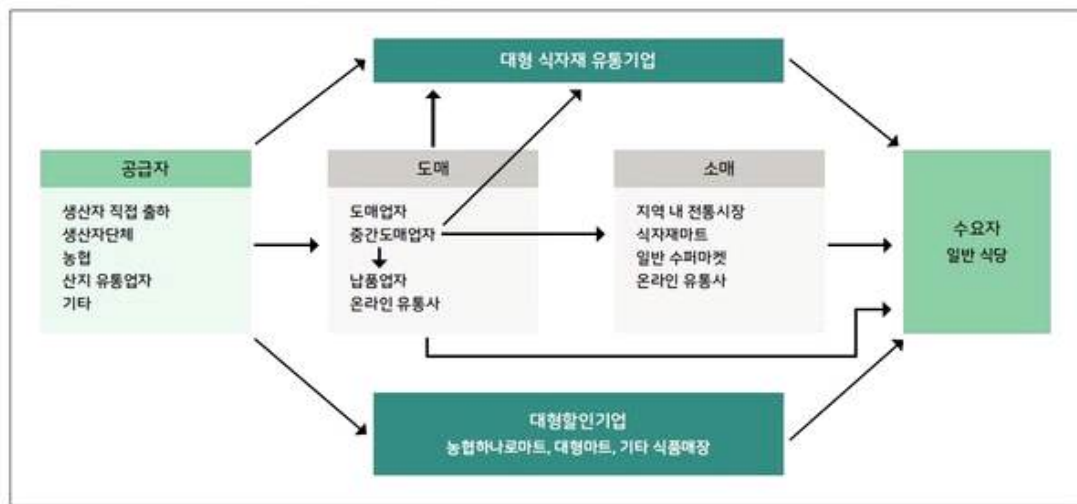 대형 식자재 유통기업
공급자
생산자 직접 출하
생산자단체
농협
산지 유통업자
기타
도매
도매업자
중간도매업자
납품업자
온라인 유통사
소매
지역 내 전통시장
식자재마트
일반 수퍼마켓
온라인 유통사
수요자
일반 식당
대형할인기업
농협하나로마트, 대형마트, 기타 식품매장